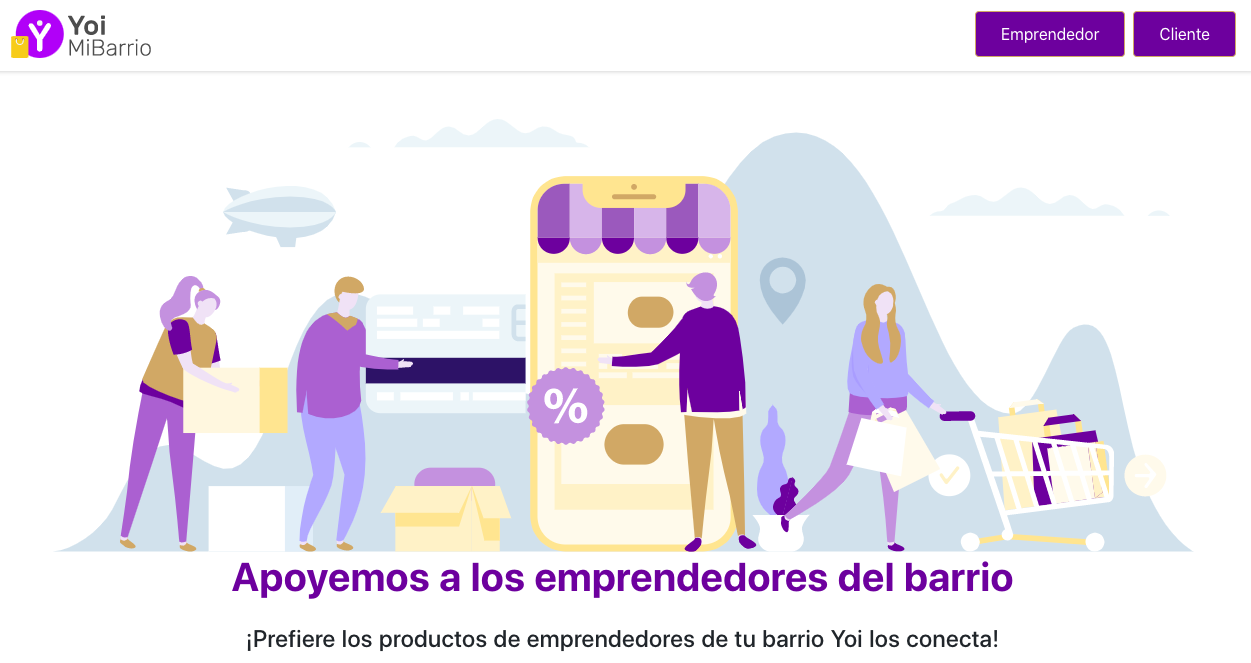 Yoi
MiBarrio
Emprendedor
Cliente
%
Apoyemos a los emprendedores del barrio
¡Prefiere los productos de emprendedores de tu barrio Yoi los conecta!